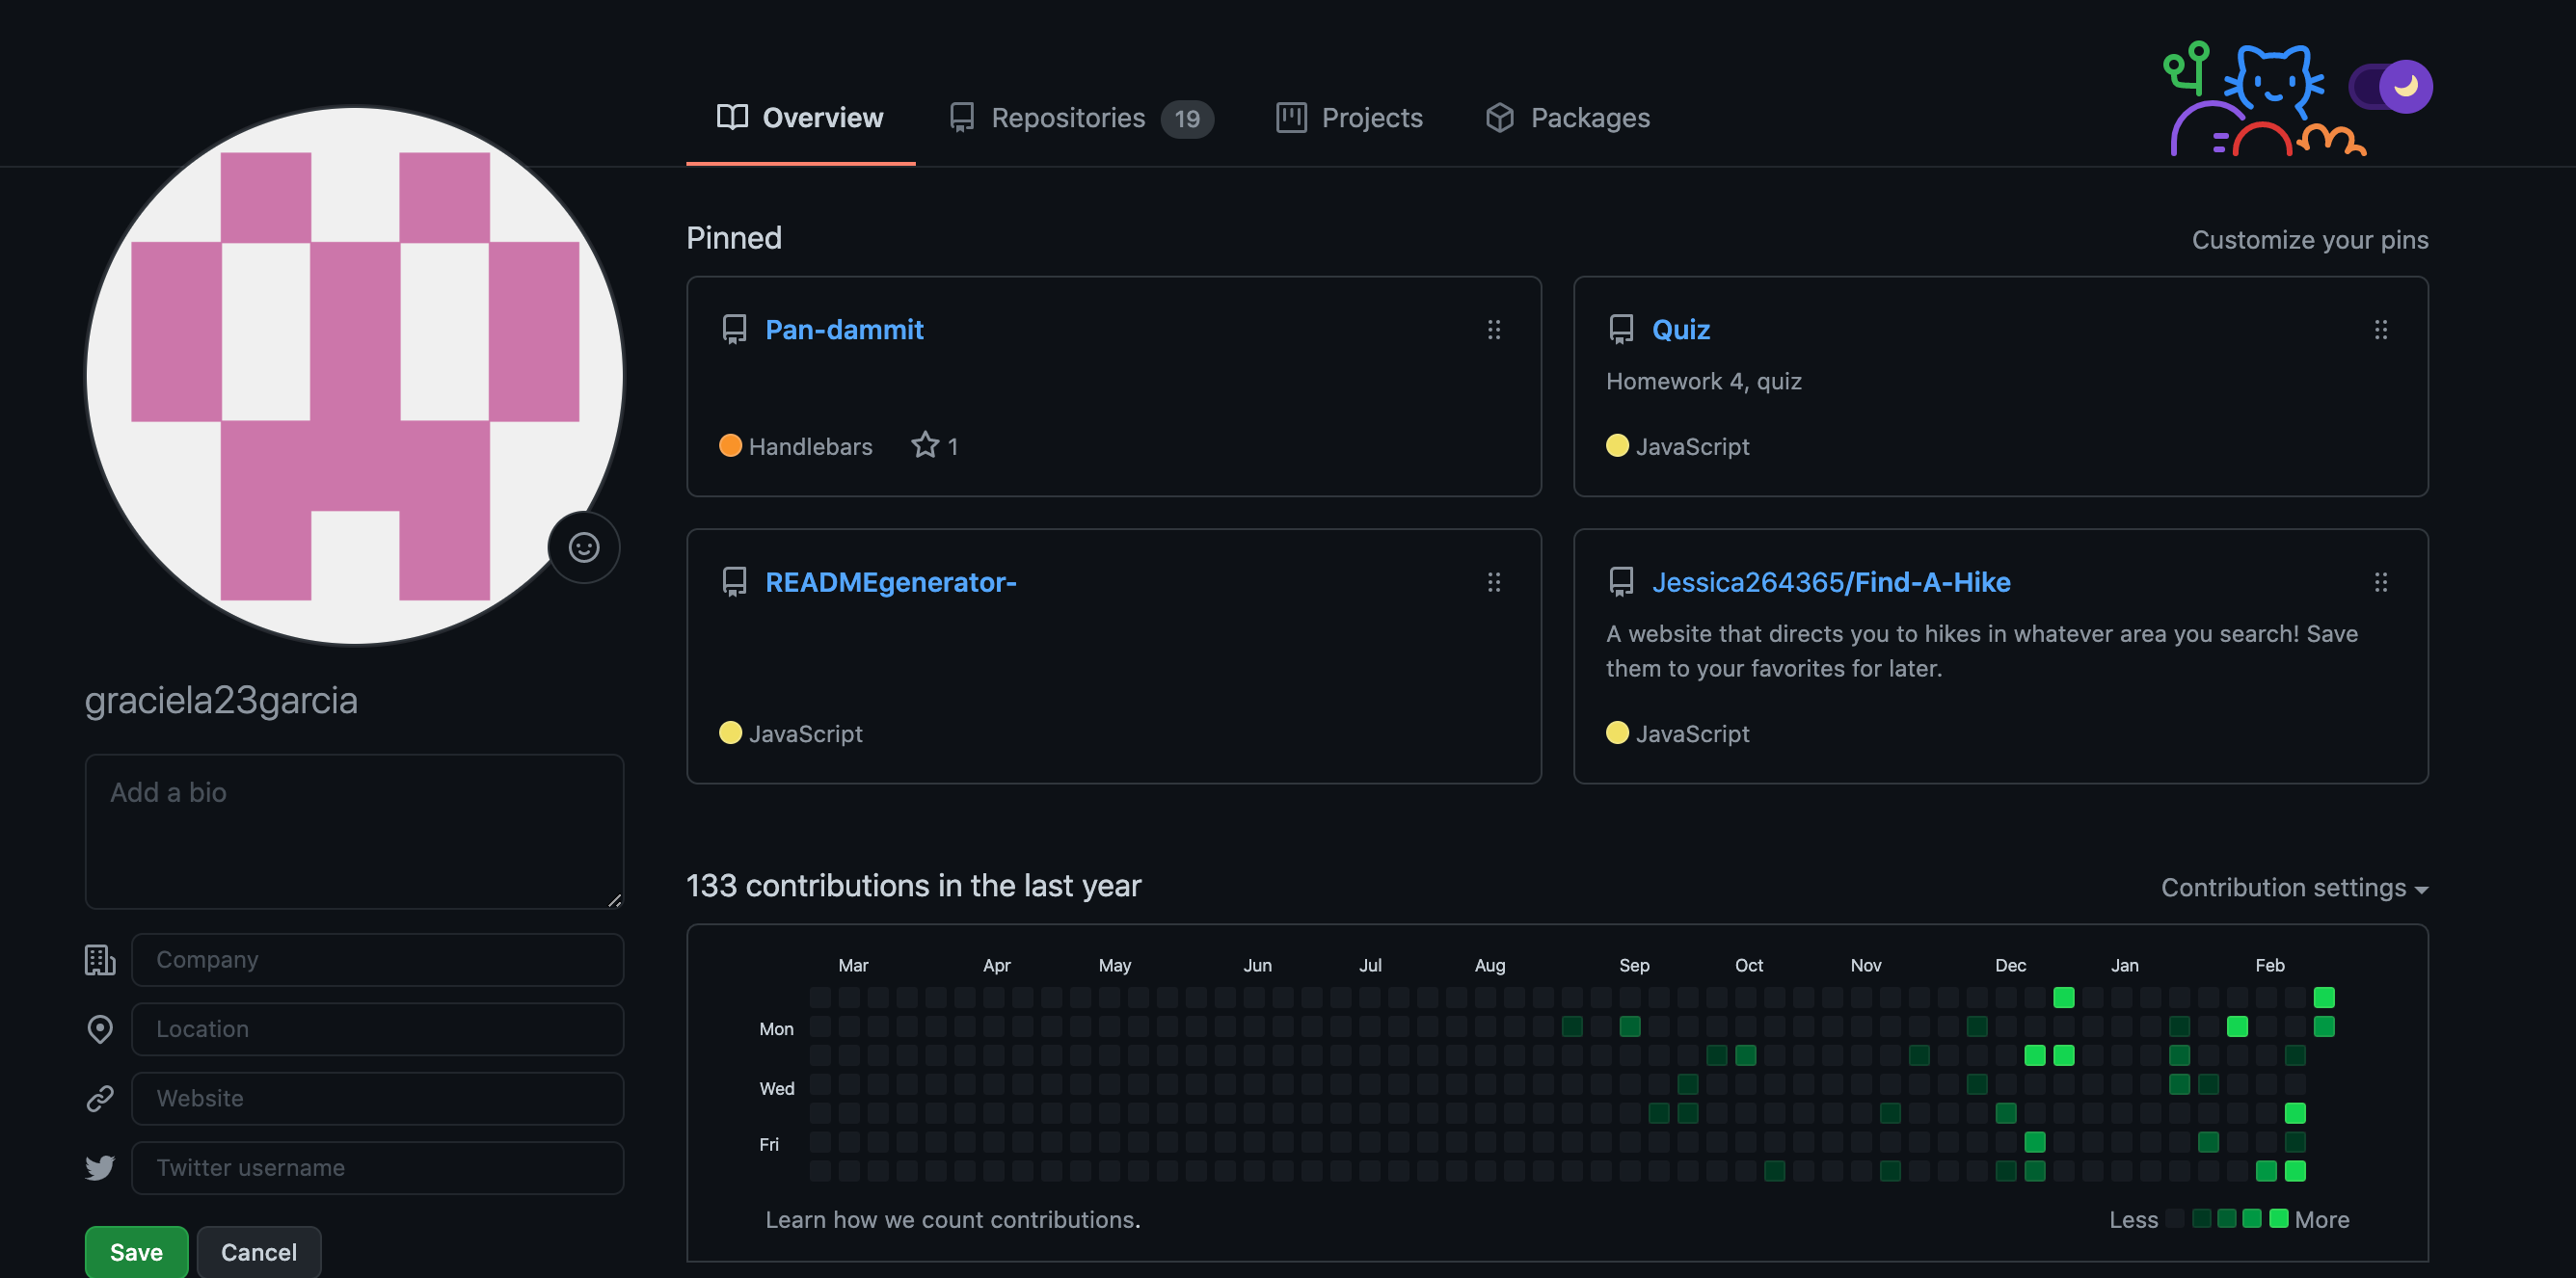 Overview
Repositories 19
Projects
Packages
graciela23garcia
Add a bio
Company
Location
Website
Twitter username
Save
Cancel
Pinned
Customize your pins
Pan-dammit
Handlebars 1
Quiz
Homework 4, quiz
JavaScript
READMEgenerator-
JavaScript
Jessica264365/Find-A-Hike
A website that directs you to hikes in whatever area you search! Save
them to your favorites for later.
JavaScript
133 contributions in the last year
Contribution settings
Mar Apr May Jun Jul Aug Sep Oct Nov Dec Jan Feb
Mon
Wed
Fri
Learn how we count contributions.
Less More